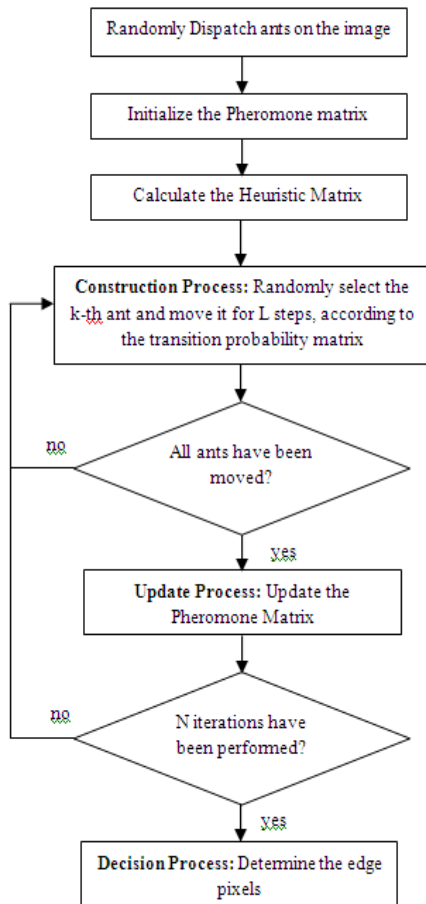 Randomly Dispatch ants on the image
Initialize the Pheromone matrix
Calculate the Heuristic Matrix
Construction Process: Randomly select the
k-th ant and move it for L steps, according to
the transition probability matrix
no
All ants have been
moved?
yes
Update Process: Update the
Pheromone Matrix
no
N iterations have
been performed?
yes
Decision Process: Determine the edge
pixels